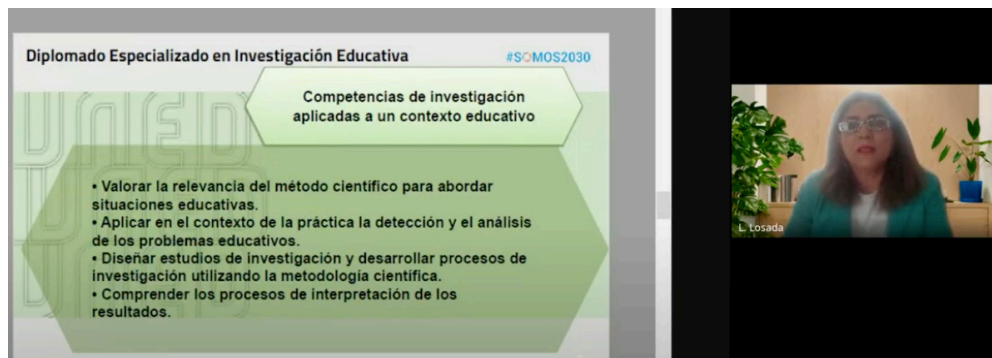 Diplomado Especializado en Investigación Educativa
#SOMOS2030
Competencias de investigación
aplicadas a un contexto educativo
UNED
UNED
• Valorar la relevancia del método científico para abordar
situaciones educativas.
• Aplicar en el contexto de la práctica la detección y el análisis
de los problemas educativos.
• Diseñar estudios de investigación y desarrollar procesos de
investigación utilizando la metodología científica.
• Comprender los procesos de interpretación de los
resultados.
L. Losada